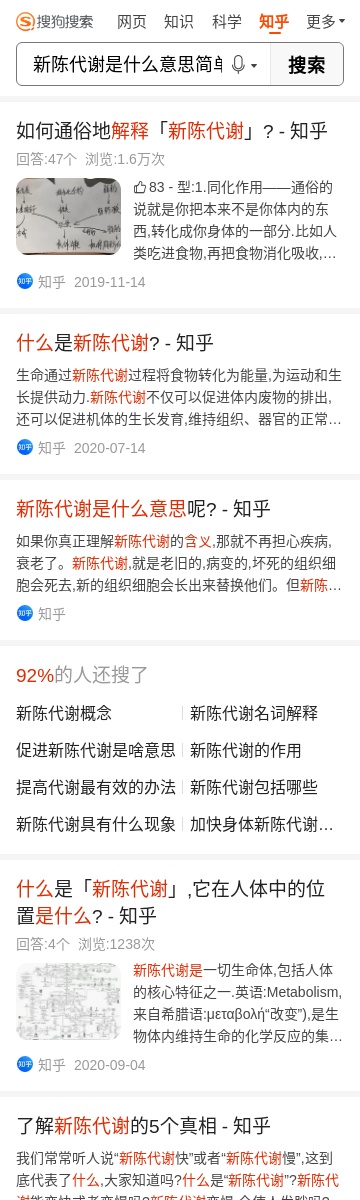 搜狗搜索 网页 知识 科学 知乎 更多
新陈代谢是什么意思简单 搜索
如何通俗地解释「新陈代谢」? - 知乎
回答:47个 浏览:1.6万次
83 - 型:1.同化作用——通俗的
说就是你把本来不是你体内的东
西,转化成你身体的一部分.比如人
类吃进食物,再把食物消化吸收,…
知乎 2019-11-14
什么是新陈代谢? - 知乎
生命通过新陈代谢过程将食物转化为能量,为运动和生
长提供动力.新陈代谢不仅可以促进体内废物的排出,
还可以促进机体的生长发育,维持组织、器官的正常…
知乎 2020-07-14
新陈代谢是什么意思呢? - 知乎
如果你真正理解新陈代谢的含义,那就不再担心疾病,
衰老了。新陈代谢,就是老旧的,病变的,坏死的组织细
胞会死去,新的组织细胞会长出来替换他们。但新陈…
知乎
92%的人还搜了
新陈代谢概念 新陈代谢名词解释
促进新陈代谢是啥意思 新陈代谢的作用
提高代谢最有效的办法 新陈代谢包括哪些
新陈代谢具有什么现象 加快身体新陈代谢…
什么是「新陈代谢」,它在人体中的位
置是什么? - 知乎
回答:4个 浏览:1238次
新陈代谢是一切生命体,包括人体
的核心特征之一.英语:Metabolism,
来自希腊语:μεταβολή“改变”),是生
物体内维持生命的化学反应的集…
知乎 2020-09-04
了解新陈代谢的5个真相 - 知乎
我们常常听人说“新陈代谢快”或者“新陈代谢慢”,这到
底代表了什么,大家知道吗?什么是“新陈代谢”?新陈代
谢能变快或者变慢吗?新陈代谢变慢,会使人发胖吗?